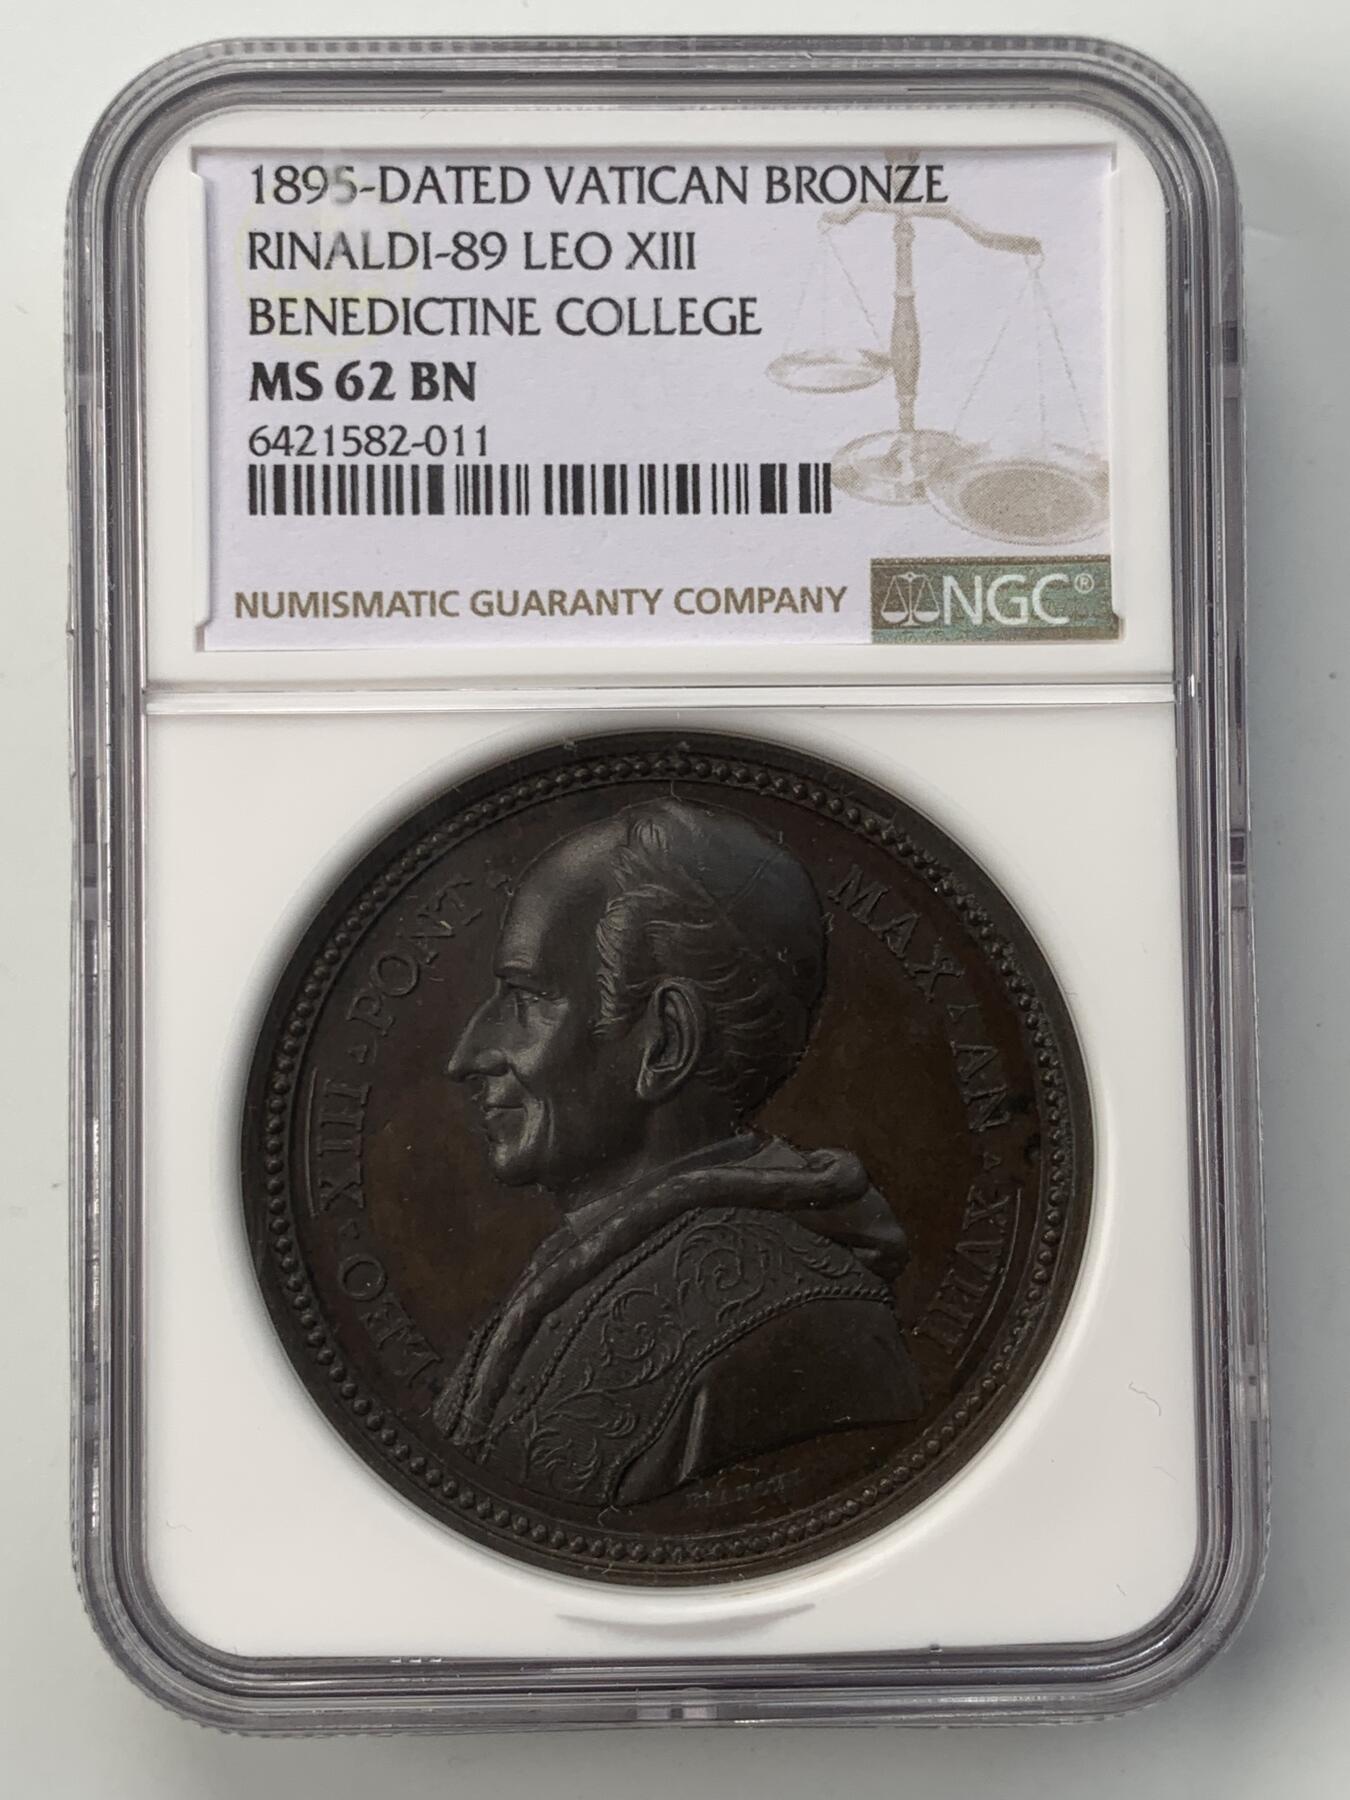 1895-DATED VATICAN BRONZE
RINALDI-89 LEO XIII
BENEDICTINE COLLEGE
MS 62 BN
6421582-011
NUMISMATIC GUARANTY COMPANY
NGC®
LEO · XIII · PONT · MAX · AN · XVIII
BIANCHI